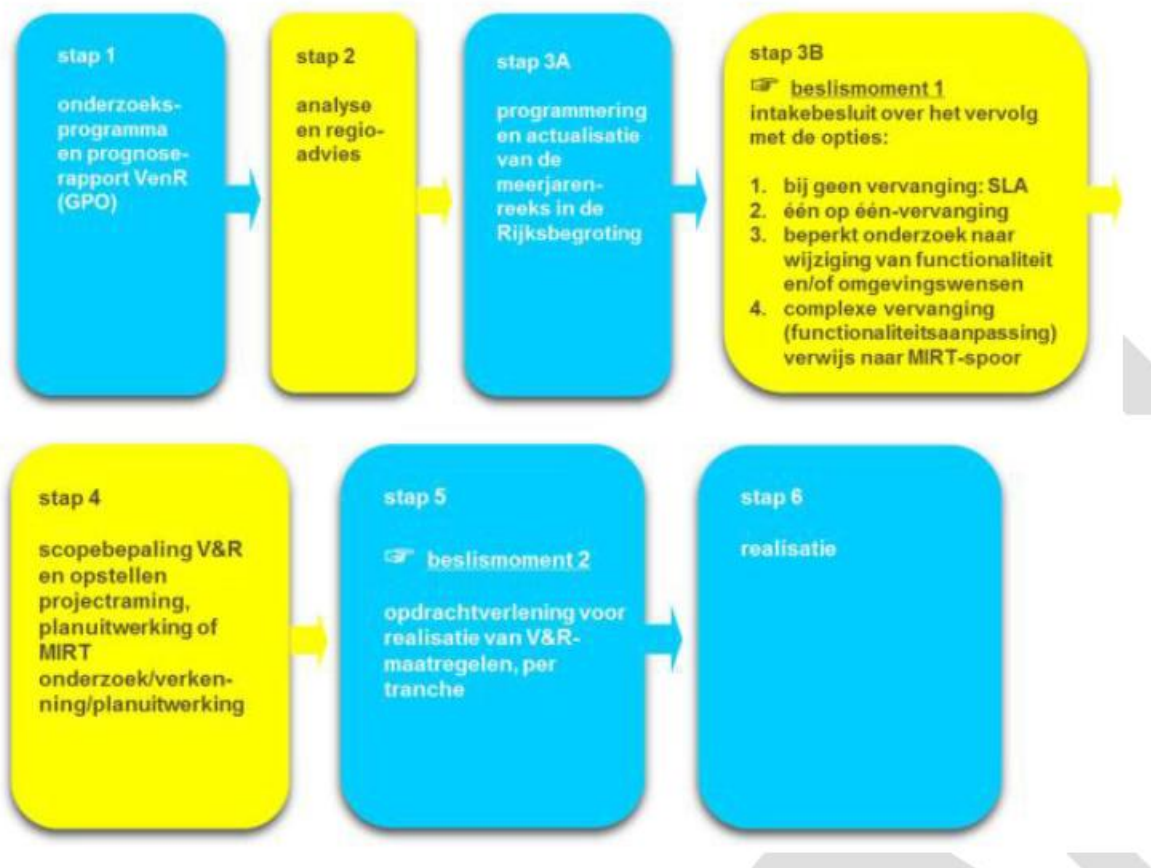 stap 1
onderzoeks-
programma
en prognose-
rapport VenR
(GPO)
stap 2
analyse
en regio-
advies
stap 3A
programmering
en actualisatie
van de
meerjaren-
reeks in de
Rijksbegroting
stap 3B
☞ beslismoment 1
intakebesluit over het vervolg
met de opties:
1. bij geen vervanging: SLA
2. één op één-vervanging
3. beperkt onderzoek naar
wijziging van functionaliteit
en/of omgevingswensen
4. complexe vervanging
(functionaliteitsaanpassing)
verwijs naar MIRT-spoor
stap 4
scopebepaling V&R
en opstellen
projectraming,
planuitwerking of
MIRT
onderzoek/verken-
ning/planuitwerking
stap 5
☞ beslismoment 2
opdrachtverlening voor
realisatie van V&R-
maatregelen, per
tranche
stap 6
realisatie